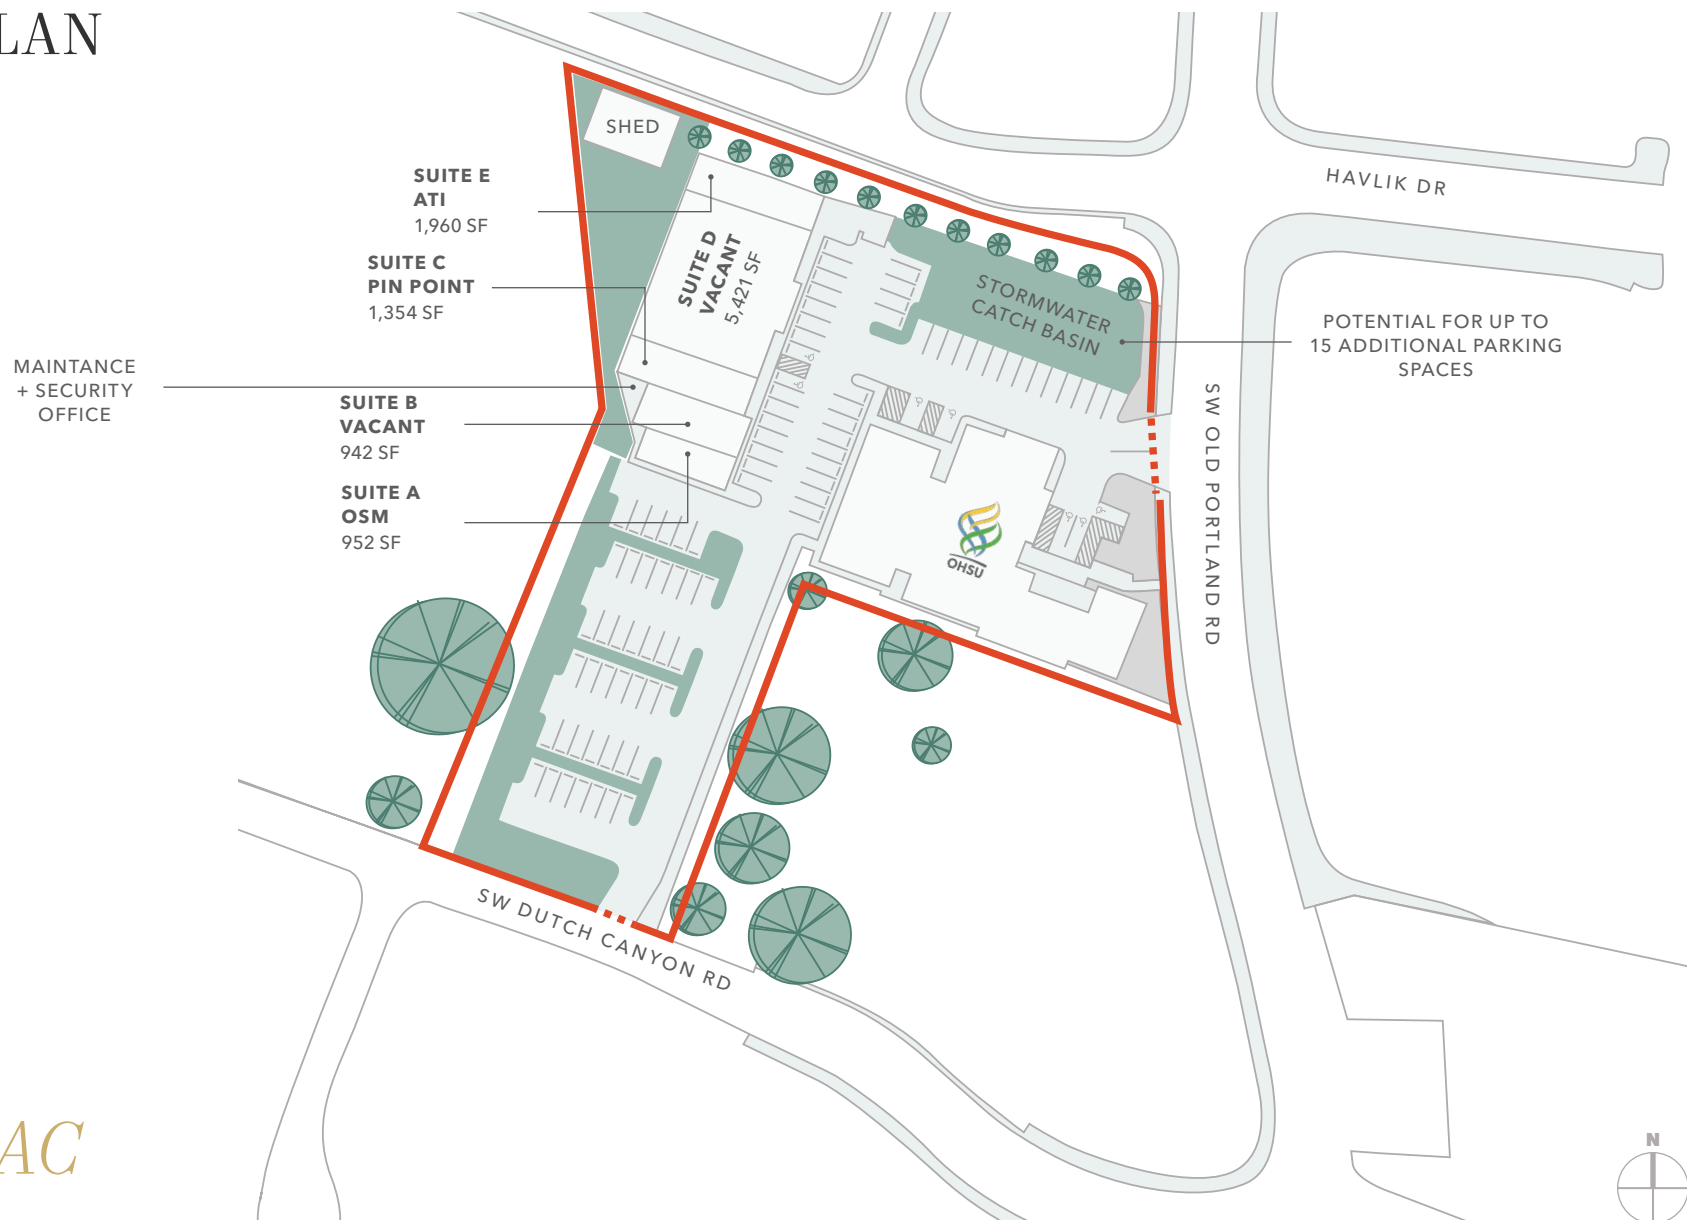 LAN
SHED
SUITE E
ATI
1,960 SF
SUITE C
PIN POINT
1,354 SF
MAINTANCE
+ SECURITY
OFFICE
SUITE B
VACANT
942 SF
SUITE A
OSM
952 SF
SUITE D
VACANT
5,421 SF
STORMWATER
CATCH BASIN
HAVLIK DR
POTENTIAL FOR UP TO
15 ADDITIONAL PARKING
SPACES
SW OLD PORTLAND RD
OHSU
SW DUTCH CANYON RD
AC
N